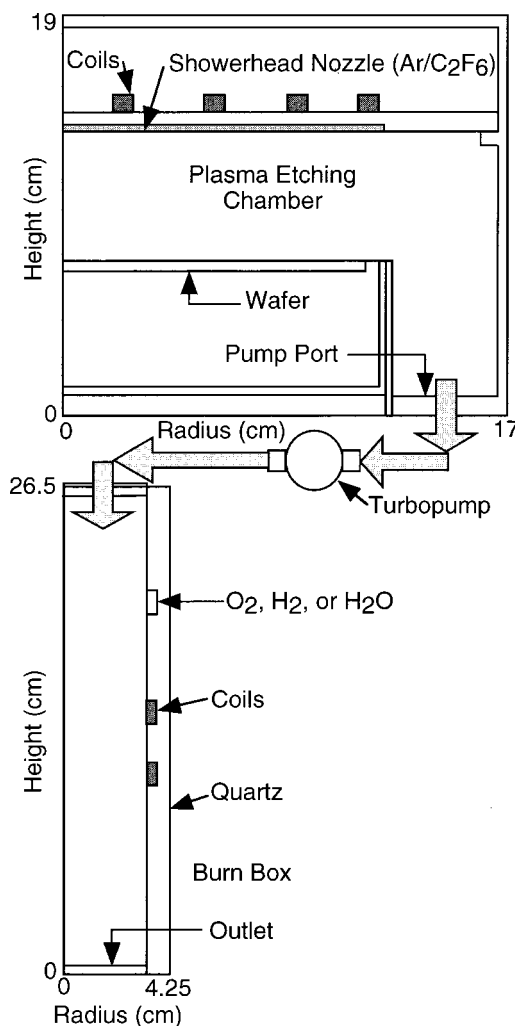 19
Coils
Showerhead Nozzle (Ar/C2F6)
Plasma Etching
Chamber
Height (cm)
Wafer
Pump Port
0
0
Radius (cm)
17
26.5
Turbopump
O2, H2, or H2O
Coils
Height (cm)
Quartz
Burn Box
Outlet
0
0
4.25
Radius (cm)